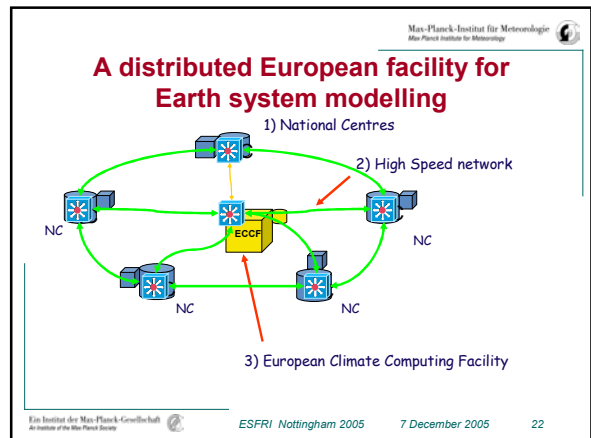 Max-Planck-Institut für Meteorologie
Max Planck Institute for Meteorology
A distributed European facility for
Earth system modelling
1) National Centres
2) High Speed network
NC
ECCF
NC
NC
NC
3) European Climate Computing Facility
Ein Institut der Max-Planck-Gesellschaft
An Institute of the Max Planck Society
ESFRI Nottingham 2005
7 December 2005
22